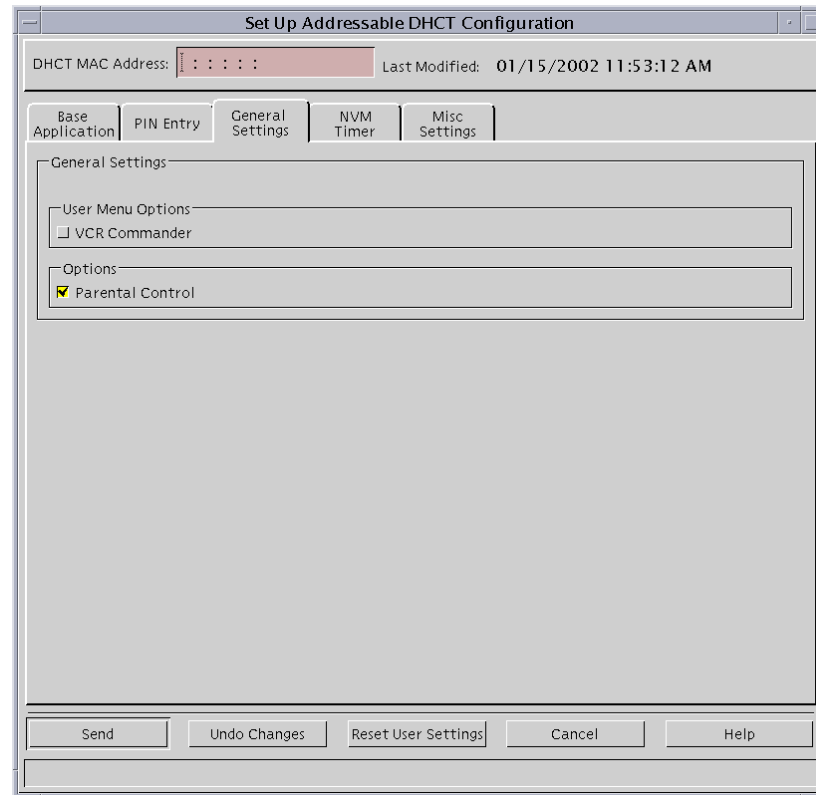 Set Up Addressable DHCT Configuration
DHCT MAC Address: : : : : :
Last Modified: 01/15/2002 11:53:12 AM
Base Application
PIN Entry
General Settings
NVM Timer
Misc Settings
General Settings
User Menu Options
VCR Commander
Options
Parental Control
Send
Undo Changes
Reset User Settings
Cancel
Help